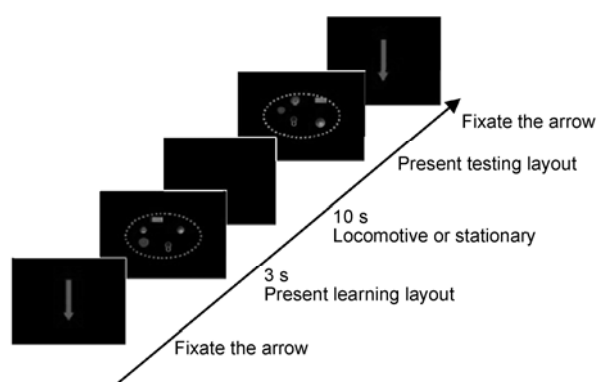 Fixate the arrow
Present testing layout
10 s
Locomotive or stationary
3 s
Present learning layout
Fixate the arrow